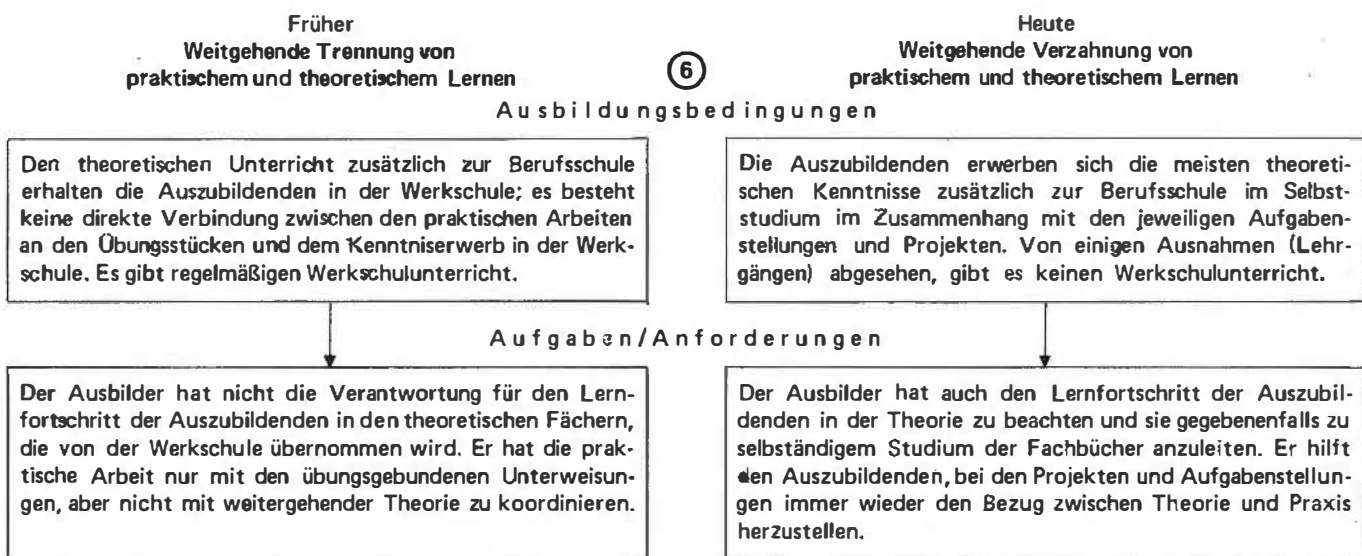 Früher
Weitgehende Trennung von
praktischem und theoretischem Lernen
⑥
Heute
Weitgehende Verzahnung von
praktischem und theoretischem Lernen
Ausbildungsbedingungen
Den theoretischen Unterricht zusätzlich zur Berufsschule
erhalten die Auszubildenden in der Werkschule; es besteht
keine direkte Verbindung zwischen den praktischen Arbeiten
an den Übungsstücken und dem Kenntniserwerb in der Werk-
schule. Es gibt regelmäßigen Werkschulunterricht.
Die Auszubildenden erwerben sich die meisten theoreti-
schen Kenntnisse zusätzlich zur Berufsschule im Selbst-
studium im Zusammenhang mit den jeweiligen Aufgaben-
stellungen und Projekten. Von einigen Ausnahmen (Lehr-
gängen) abgesehen, gibt es keinen Werkschulunterricht.
Aufgaben/Anforderungen
Der Ausbilder hat nicht die Verantwortung für den Lern-
fortschritt der Auszubildenden in den theoretischen Fächern,
die von der Werkschule übernommen wird. Er hat die prak-
tische Arbeit nur mit den übungsgebundenen Unterweisun-
gen, aber nicht mit weitergehender Theorie zu koordinieren.
Der Ausbilder hat auch den Lernfortschritt der Auszubil-
denden in der Theorie zu beachten und sie gegebenenfalls zu
selbständigem Studium der Fachbücher anzuleiten. Er hilft
den Auszubildenden, bei den Projekten und Aufgabenstellun-
gen immer wieder den Bezug zwischen Theorie und Praxis
herzustellen.